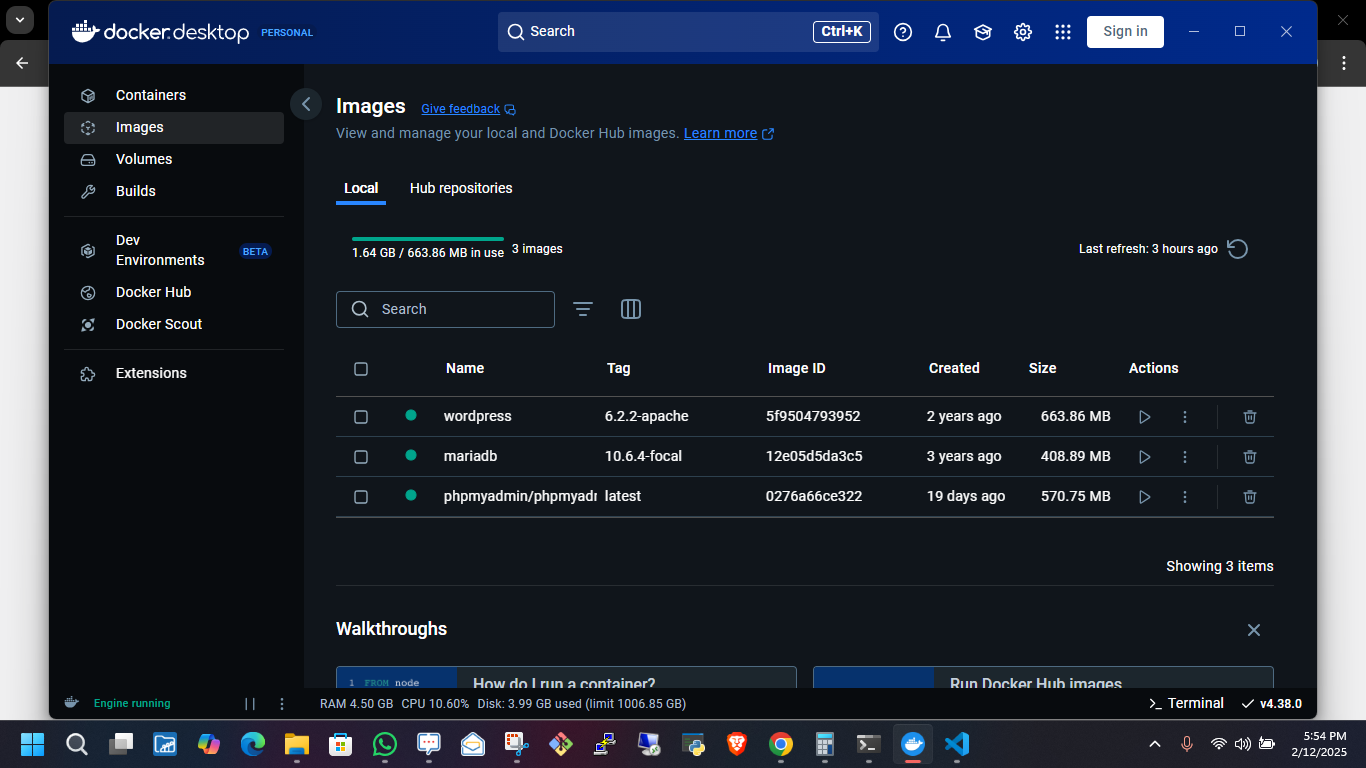 docker.desktop PERSONAL
Search Ctrl+K
Sign in
Containers
Images
Volumes
Builds
Dev
Environments
BETA
Docker Hub
Docker Scout
Extensions
Images Give feedback
View and manage your local and Docker Hub images. Learn more
Local Hub repositories
1.64 GB / 663.86 MB in use 3 images
Last refresh: 3 hours ago
Search
Name Tag Image ID Created Size Actions
wordpress 6.2.2-apache 5f9504793952 2 years ago 663.86 MB
mariadb 10.6.4-focal 12e05d5da3c5 3 years ago 408.89 MB
phpmyadmin/phpmyadr latest 0276a66ce322 19 days ago 570.75 MB
Showing 3 items
Walkthroughs
1 FROM node
How do I run a container?
Run Docker Hub images
Engine running
RAM 4.50 GB CPU 10.60% Disk: 3.99 GB used (limit 1006.85 GB)
Terminal
v4.38.0
5:54 PM
2/12/2025